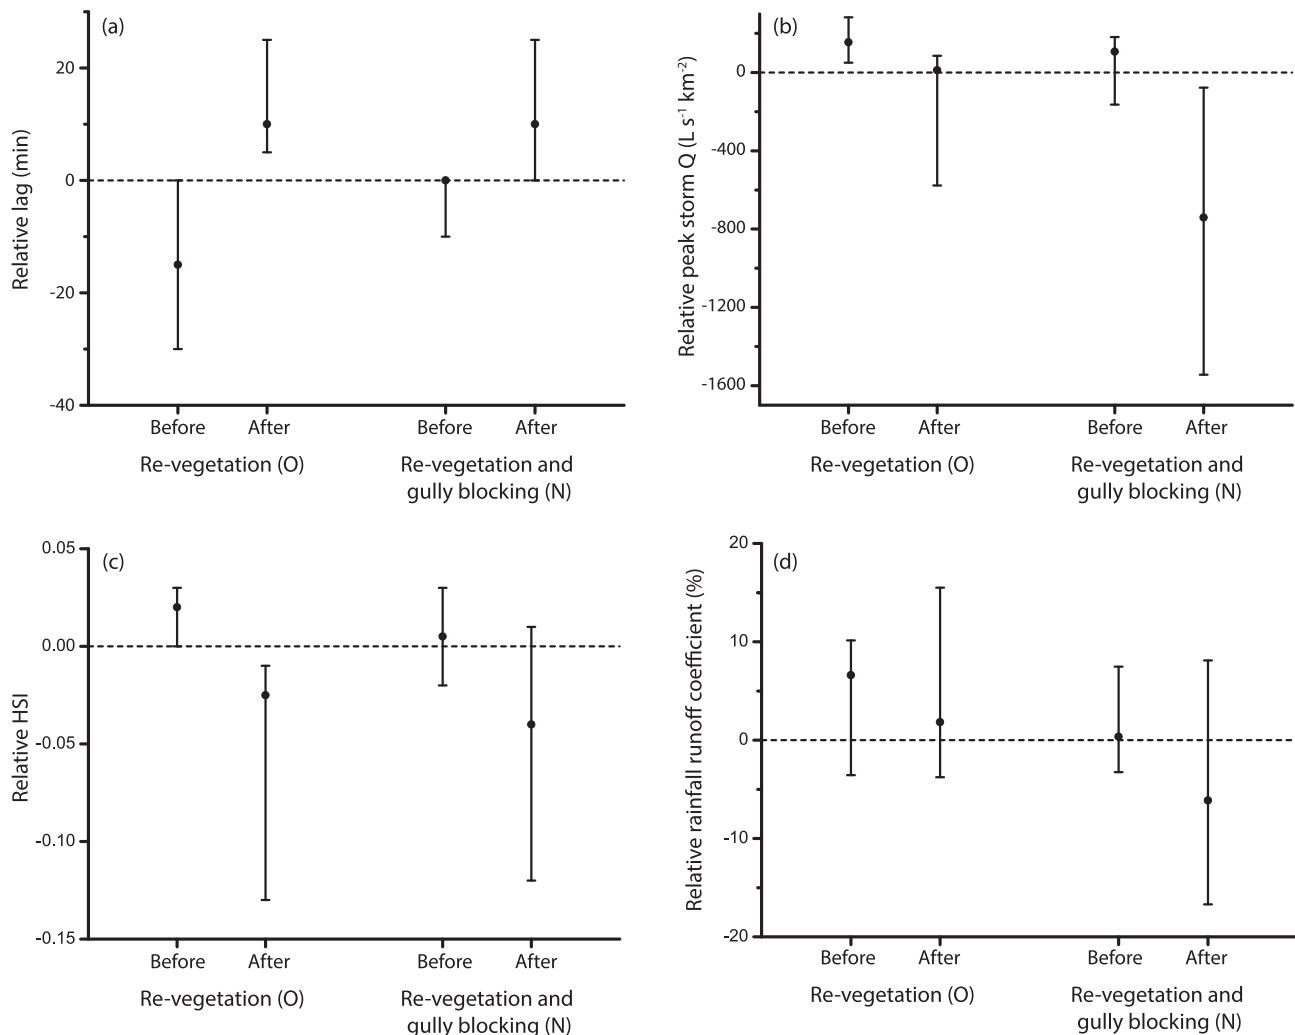 (a)
Relative lag (min)
20
0
-20
-40
Before
After
Before
After
Re-vegetation (O)
Re-vegetation and
gully blocking (N)
(b)
Relative peak storm Q (L s⁻¹ km⁻²)
0
-400
-800
-1200
-1600
Before
After
Before
After
Re-vegetation (O)
Re-vegetation and
gully blocking (N)
(c)
Relative HSI
0.05
0.00
-0.05
-0.10
-0.15
Before
After
Before
After
Re-vegetation (O)
Re-vegetation and
gully blocking (N)
(d)
Relative rainfall runoff coefficient (%)
20
10
0
-10
-20
Before
After
Before
After
Re-vegetation (O)
Re-vegetation and
gully blocking (N)